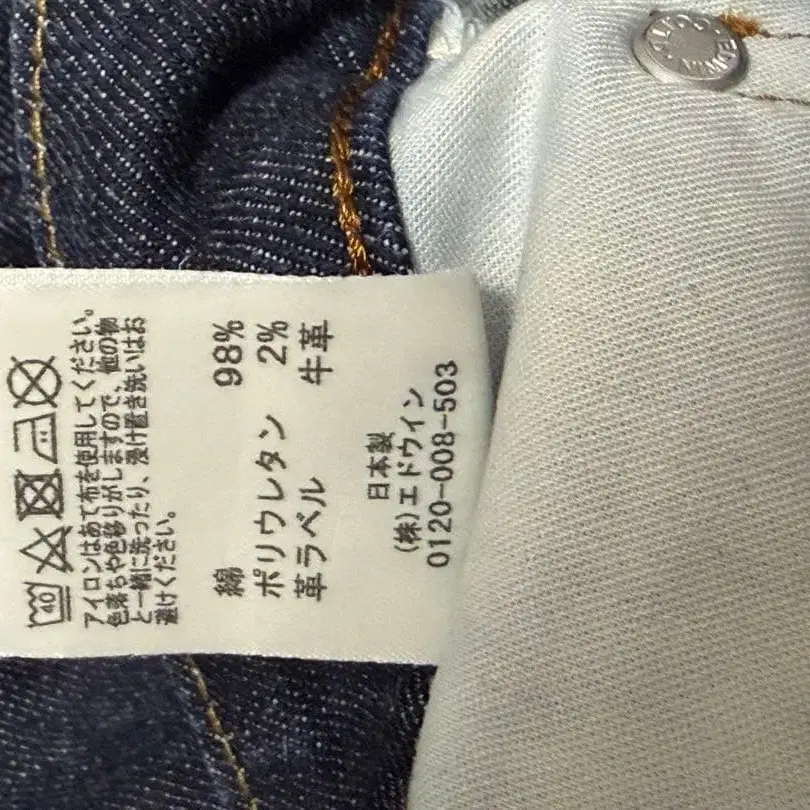 40
アイロンはあて布を使用してください。
色落ちや色移りがしますので、他の物
と一緒に洗ったり、浸け置き洗いはお
避けください。
綿 98%
ポリウレタン 2%
革ラベル 牛革
日本製
(株)エドウイン
0120-008-503
EDWIN